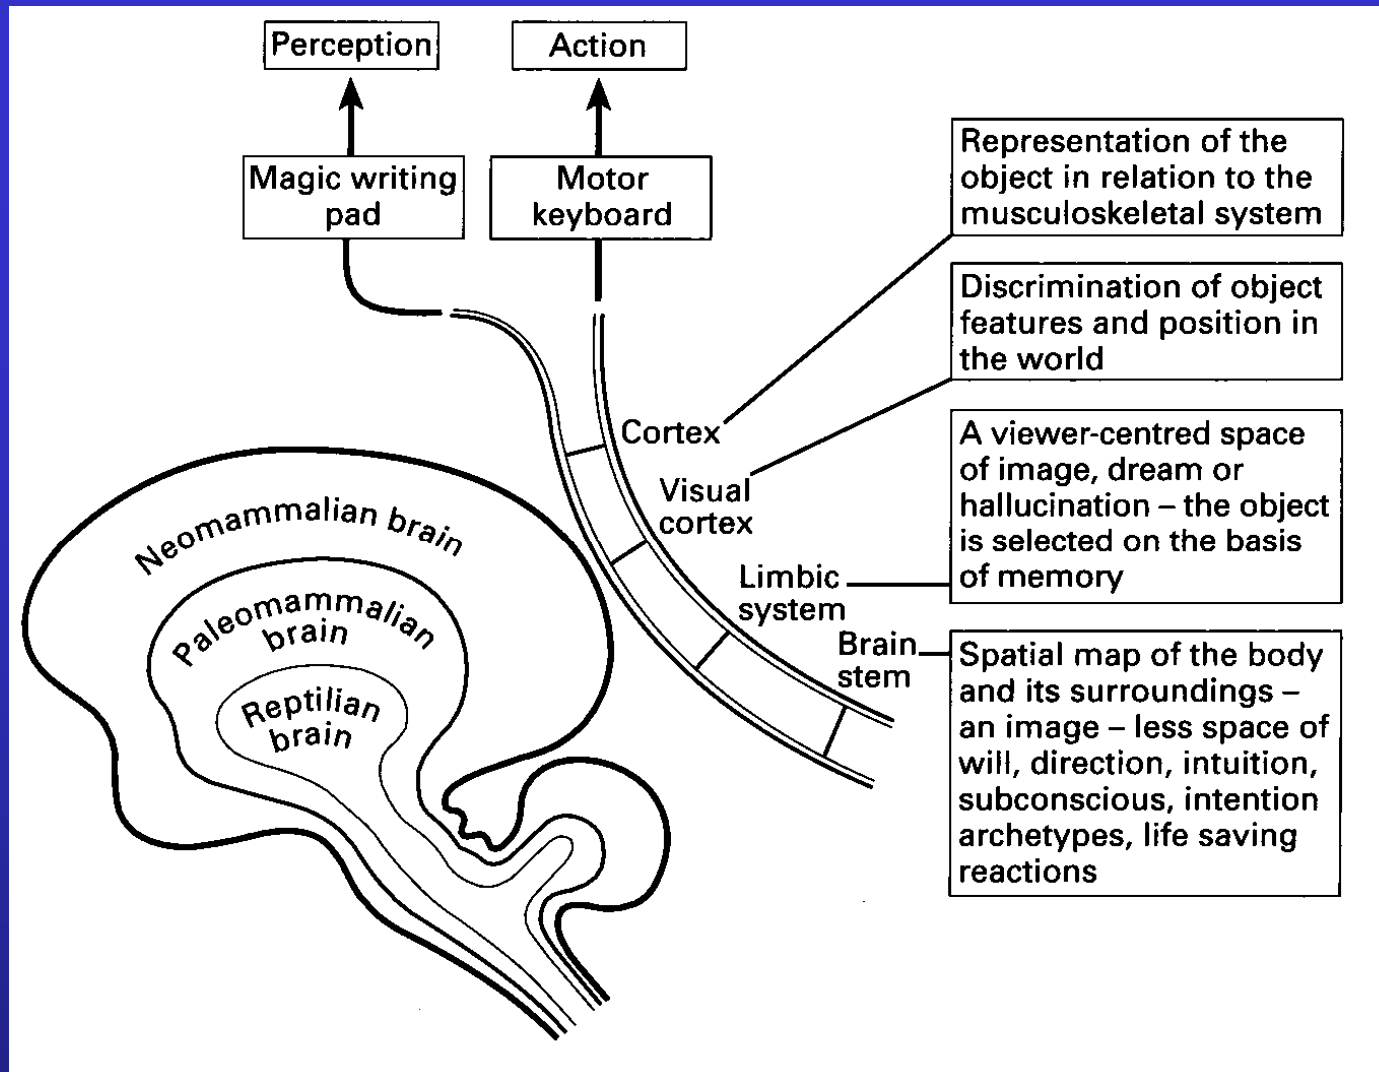 Perception
Action
Magic writing
pad
Motor
keyboard
Representation of the
object in relation to the
musculoskeletal system
Discrimination of object
features and position in
the world
A viewer-centred space
of image, dream or
hallucination – the object
is selected on the basis
of memory
Spatial map of the body
and its surroundings –
an image – less space of
will, direction, intuition,
subconscious, intention
archetypes, life saving
reactions
Cortex
Visual
cortex
Limbic
system
Brain
stem
Neomammalian brain
Paleomammalian
brain
Reptilian
brain